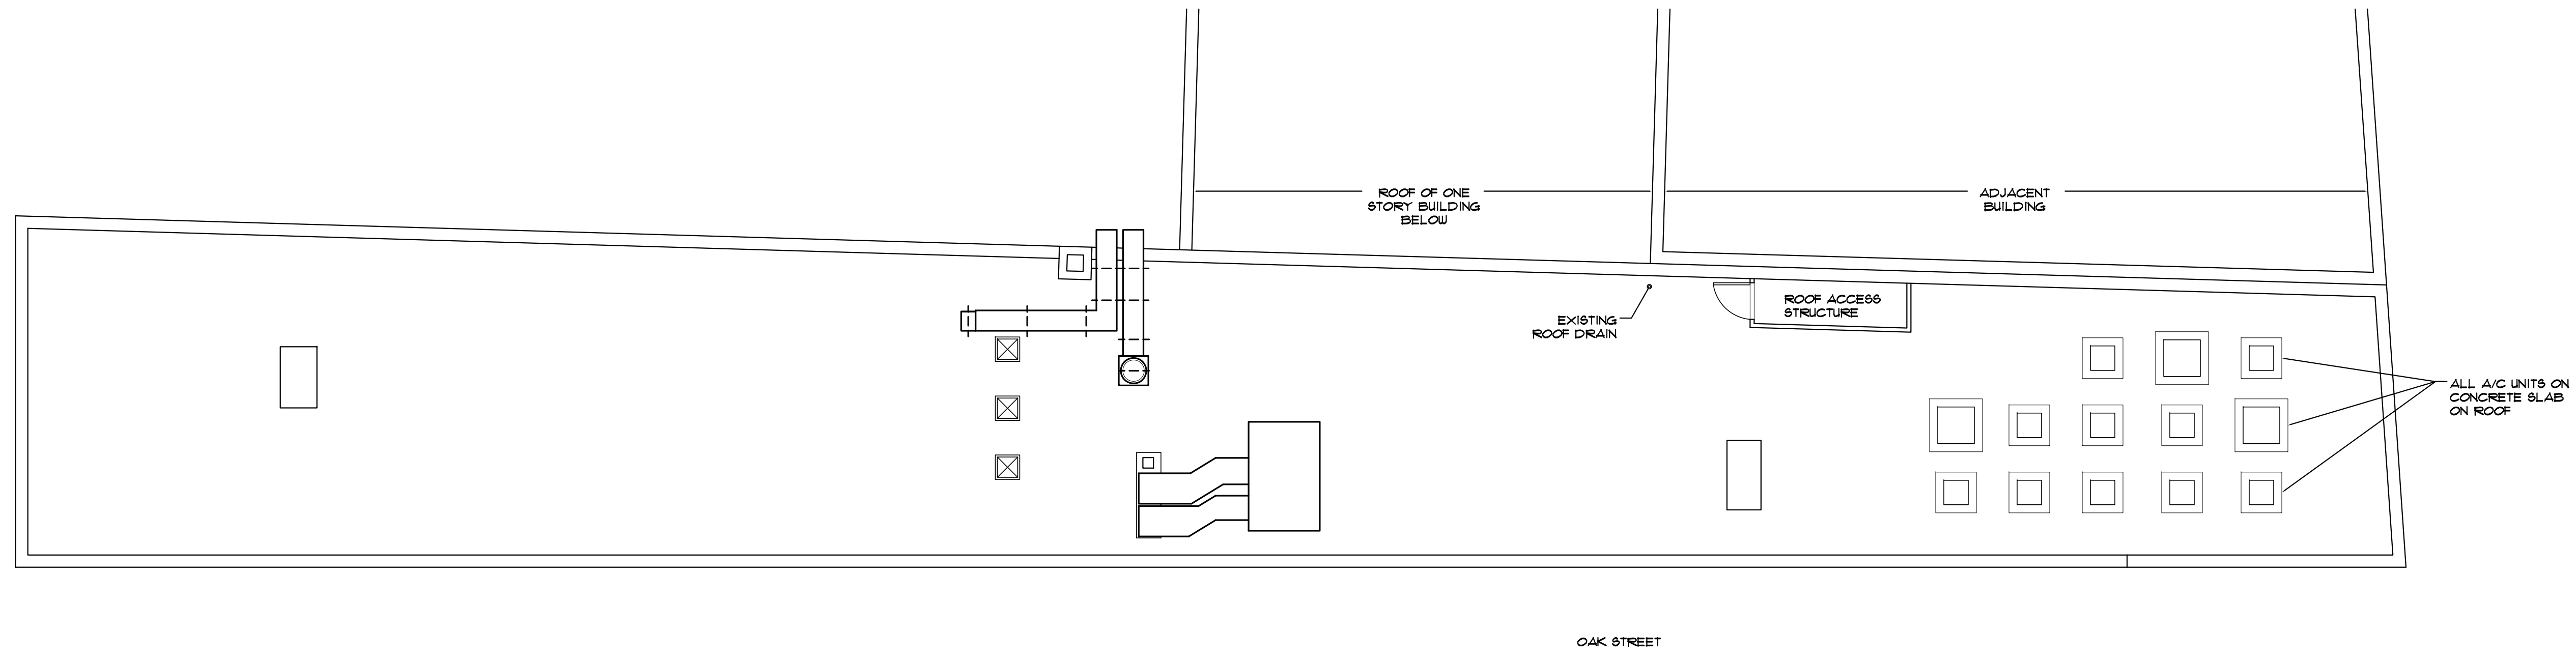 ROOF OF ONE
STORY BUILDING
BELOW
ADJACENT
BUILDING
EXISTING
ROOF DRAIN
ROOF ACCESS
STRUCTURE
ALL A/C UNITS ON
CONCRETE SLAB
ON ROOF
OAK STREET